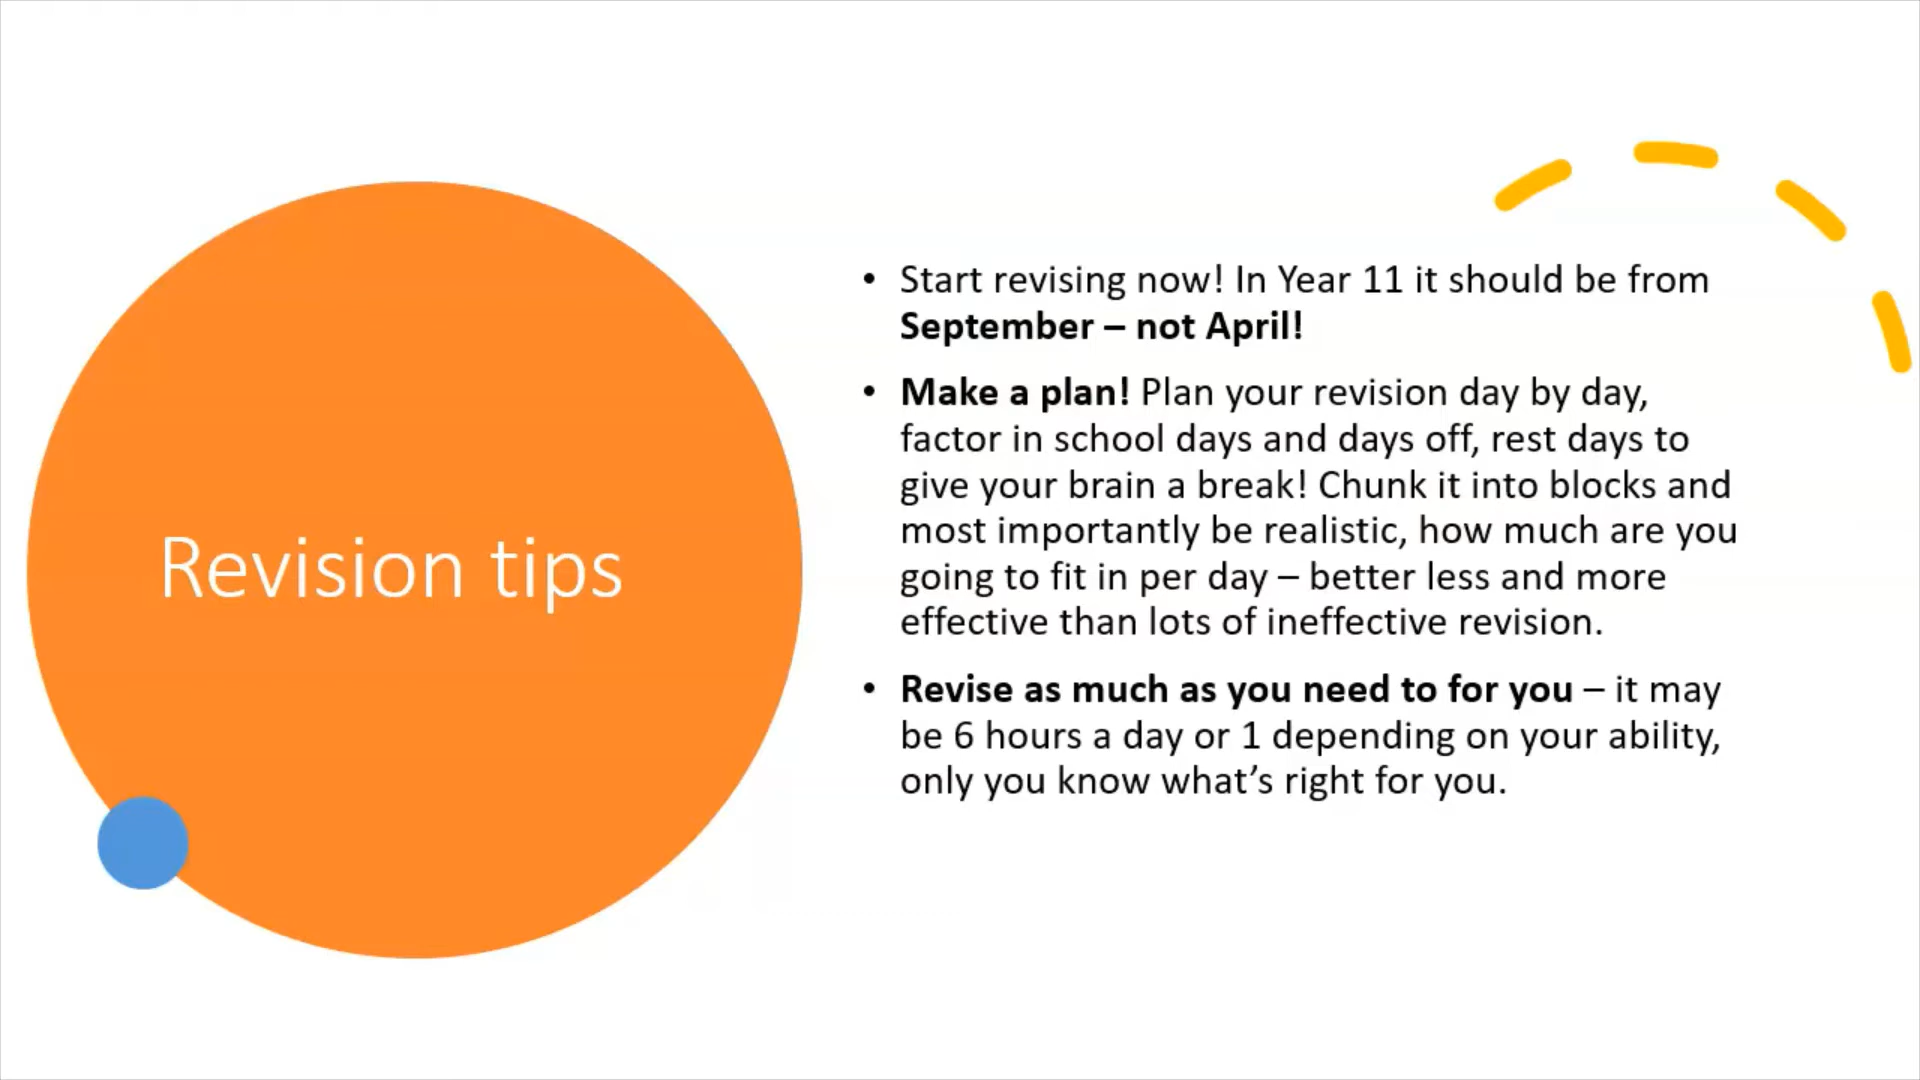 Revision tips
• Start revising now! In Year 11 it should be from
September – not April!
• Make a plan! Plan your revision day by day,
factor in school days and days off, rest days to
give your brain a break! Chunk it into blocks and
most importantly be realistic, how much are you
going to fit in per day – better less and more
effective than lots of ineffective revision.
• Revise as much as you need to for you – it may
be 6 hours a day or 1 depending on your ability,
only you know what’s right for you.